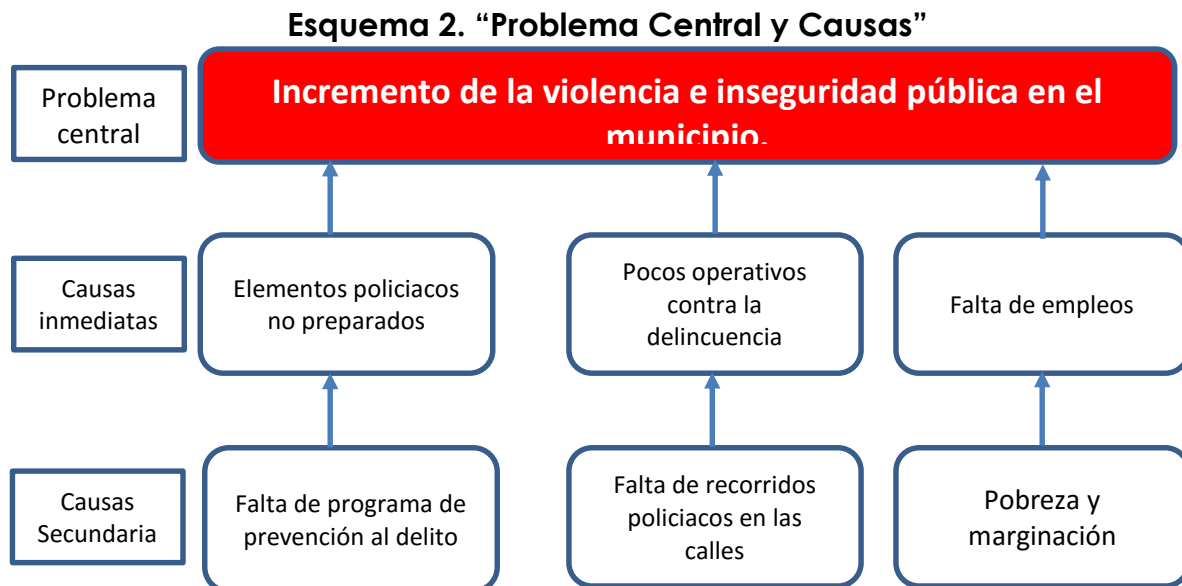 Esquema 2. “Problema Central y Causas”
Problema
central
Incremento de la violencia e inseguridad pública en el
municipio.
Causas
inmediatas
Elementos policiacos
no preparados
Pocos operativos
contra la
delincuencia
Falta de empleos
Causas
Secundaria
Falta de programa de
prevención al delito
Falta de recorridos
policiacos en las
calles
Pobreza y
marginación